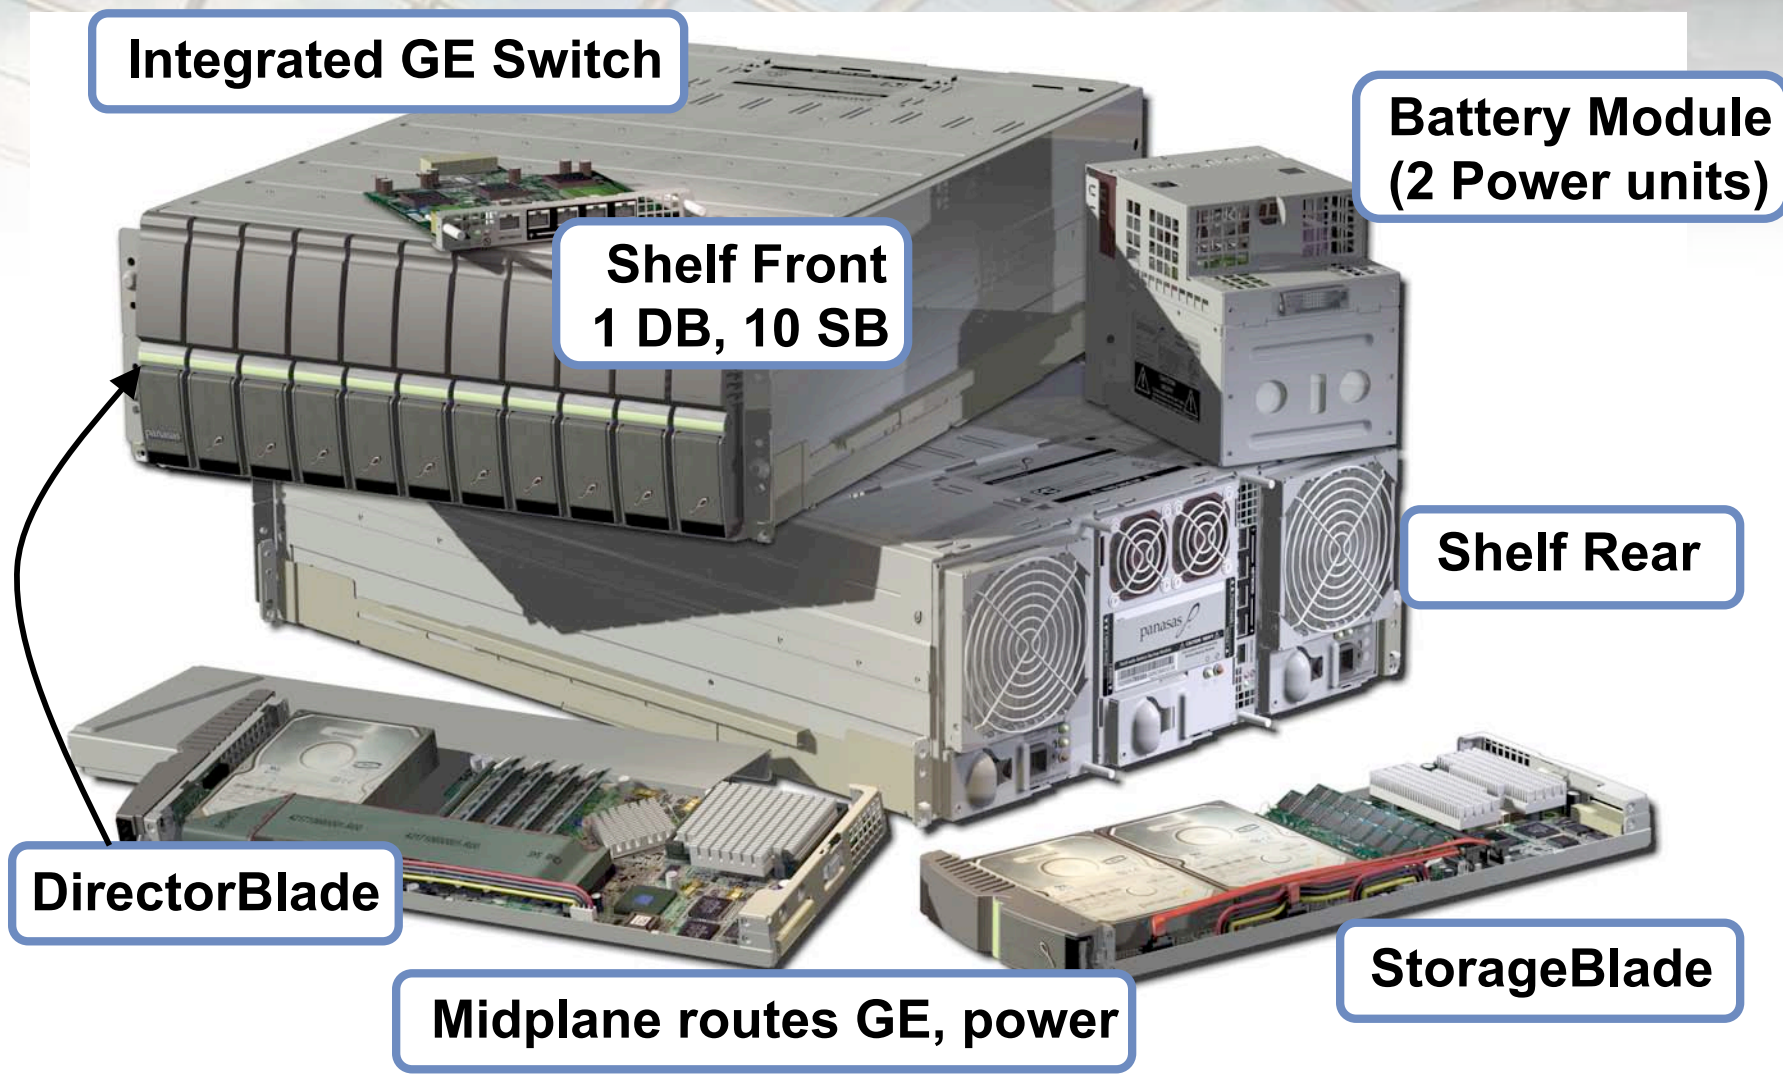 Integrated GE Switch
Battery Module
(2 Power units)
Shelf Front
1 DB, 10 SB
panasas
Shelf Rear
panasas
DirectorBlade
StorageBlade
Midplane routes GE, power